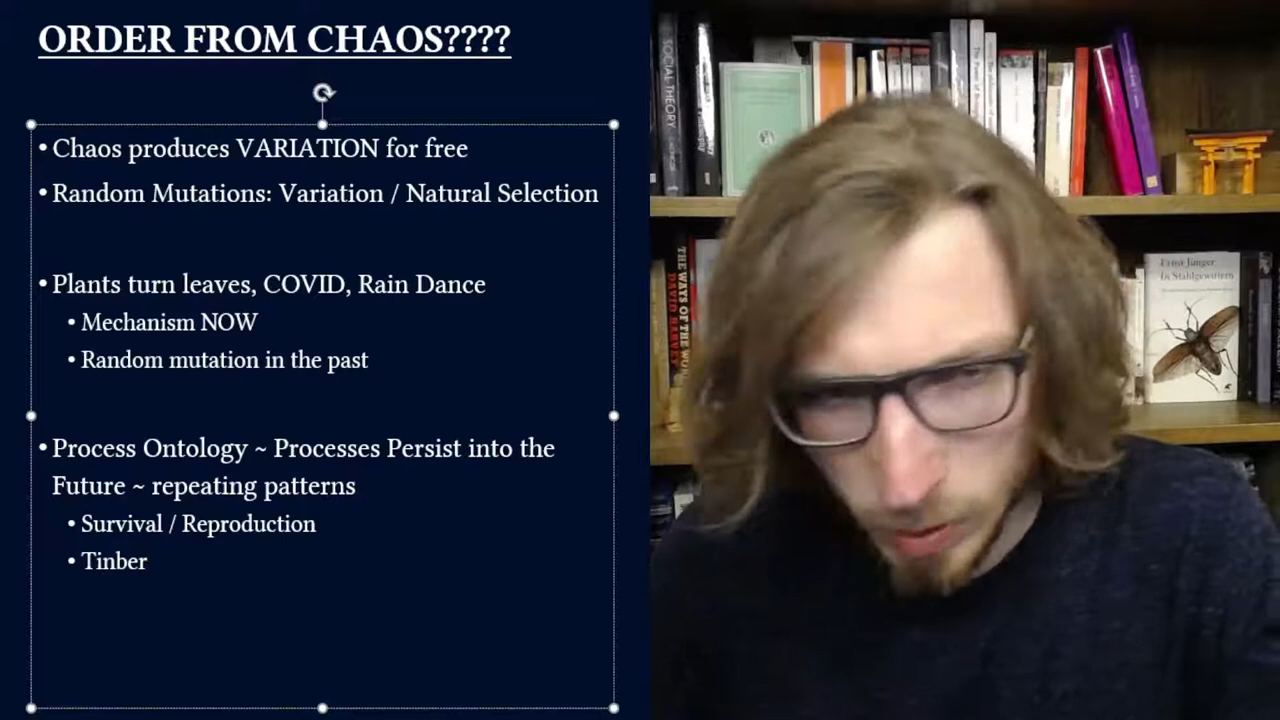 ORDER FROM CHAOS????
• Chaos produces VARIATION for free
• Random Mutations: Variation / Natural Selection
• Plants turn leaves, COVID, Rain Dance
• Mechanism NOW
• Random mutation in the past
• Process Ontology ~ Processes Persist into the
Future ~ repeating patterns
• Survival / Reproduction
• Tinber
SOCIAL THEORY
THE WAYS OF THE
DAVID HARVEY
Ernst Jünger
In Stahlgewittern